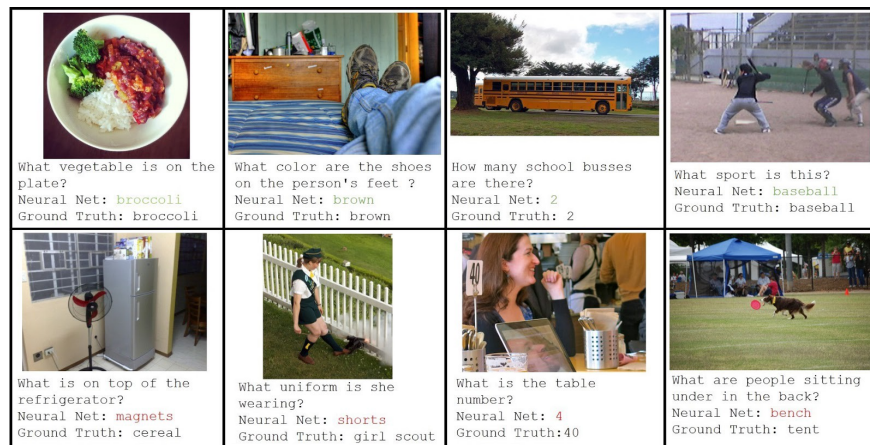 What vegetable is on the
plate?
Neural Net: broccoli
Ground Truth: broccoli
What color are the shoes
on the person's feet ?
Neural Net: brown
Ground Truth: brown
How many school busses
are there?
Neural Net: 2
Ground Truth: 2
What sport is this?
Neural Net: baseball
Ground Truth: baseball
What is on top of the
refrigerator?
Neural Net: magnets
Ground Truth: cereal
What uniform is she
wearing?
Neural Net: shorts
Ground Truth: girl scout
40
What is the table
number?
Neural Net: 4
Ground Truth:40
What are people sitting
under in the back?
Neural Net: bench
Ground Truth: tent